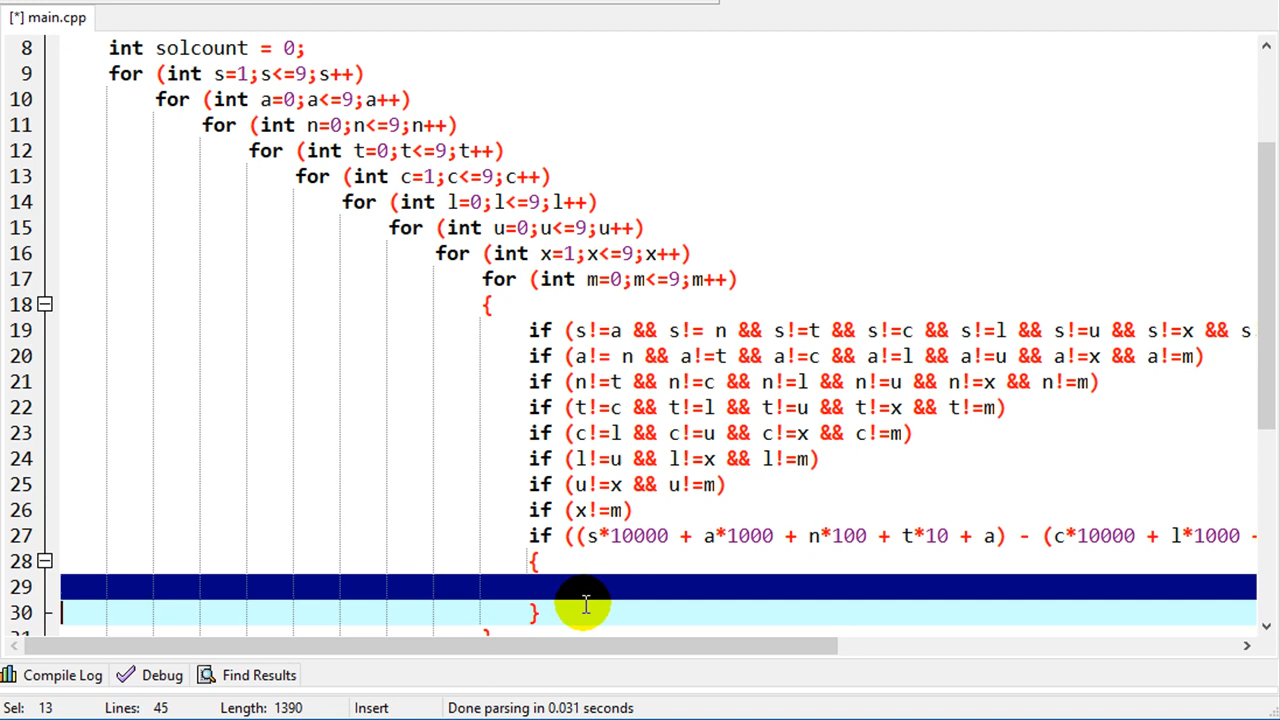 [*] main.cpp
8 int solcount = 0;
9 for (int s=1;s<=9;s++)
10 for (int a=0;a<=9;a++)
11 for (int n=0;n<=9;n++)
12 for (int t=0;t<=9;t++)
13 for (int c=1;c<=9;c++)
14 for (int l=0;l<=9;l++)
15 for (int u=0;u<=9;u++)
16 for (int x=1;x<=9;x++)
17 for (int m=0;m<=9;m++)
18 {
19 if (s!=a && s!= n && s!=t && s!=c && s!=l && s!=u && s!=x && s
20 if (a!= n && a!=t && a!=c && a!=l && a!=u && a!=x && a!=m)
21 if (n!=t && n!=c && n!=l && n!=u && n!=x && n!=m)
22 if (t!=c && t!=l && t!=u && t!=x && t!=m)
23 if (c!=l && c!=u && c!=x && c!=m)
24 if (l!=u && l!=x && l!=m)
25 if (u!=x && u!=m)
26 if (x!=m)
27 if ((s*10000 + a*1000 + n*100 + t*10 + a) - (c*10000 + l*1000
28 {
29
30 }
Compile Log Debug Find Results
Sel: 13 Lines: 45 Length: 1390 Insert Done parsing in 0.031 seconds